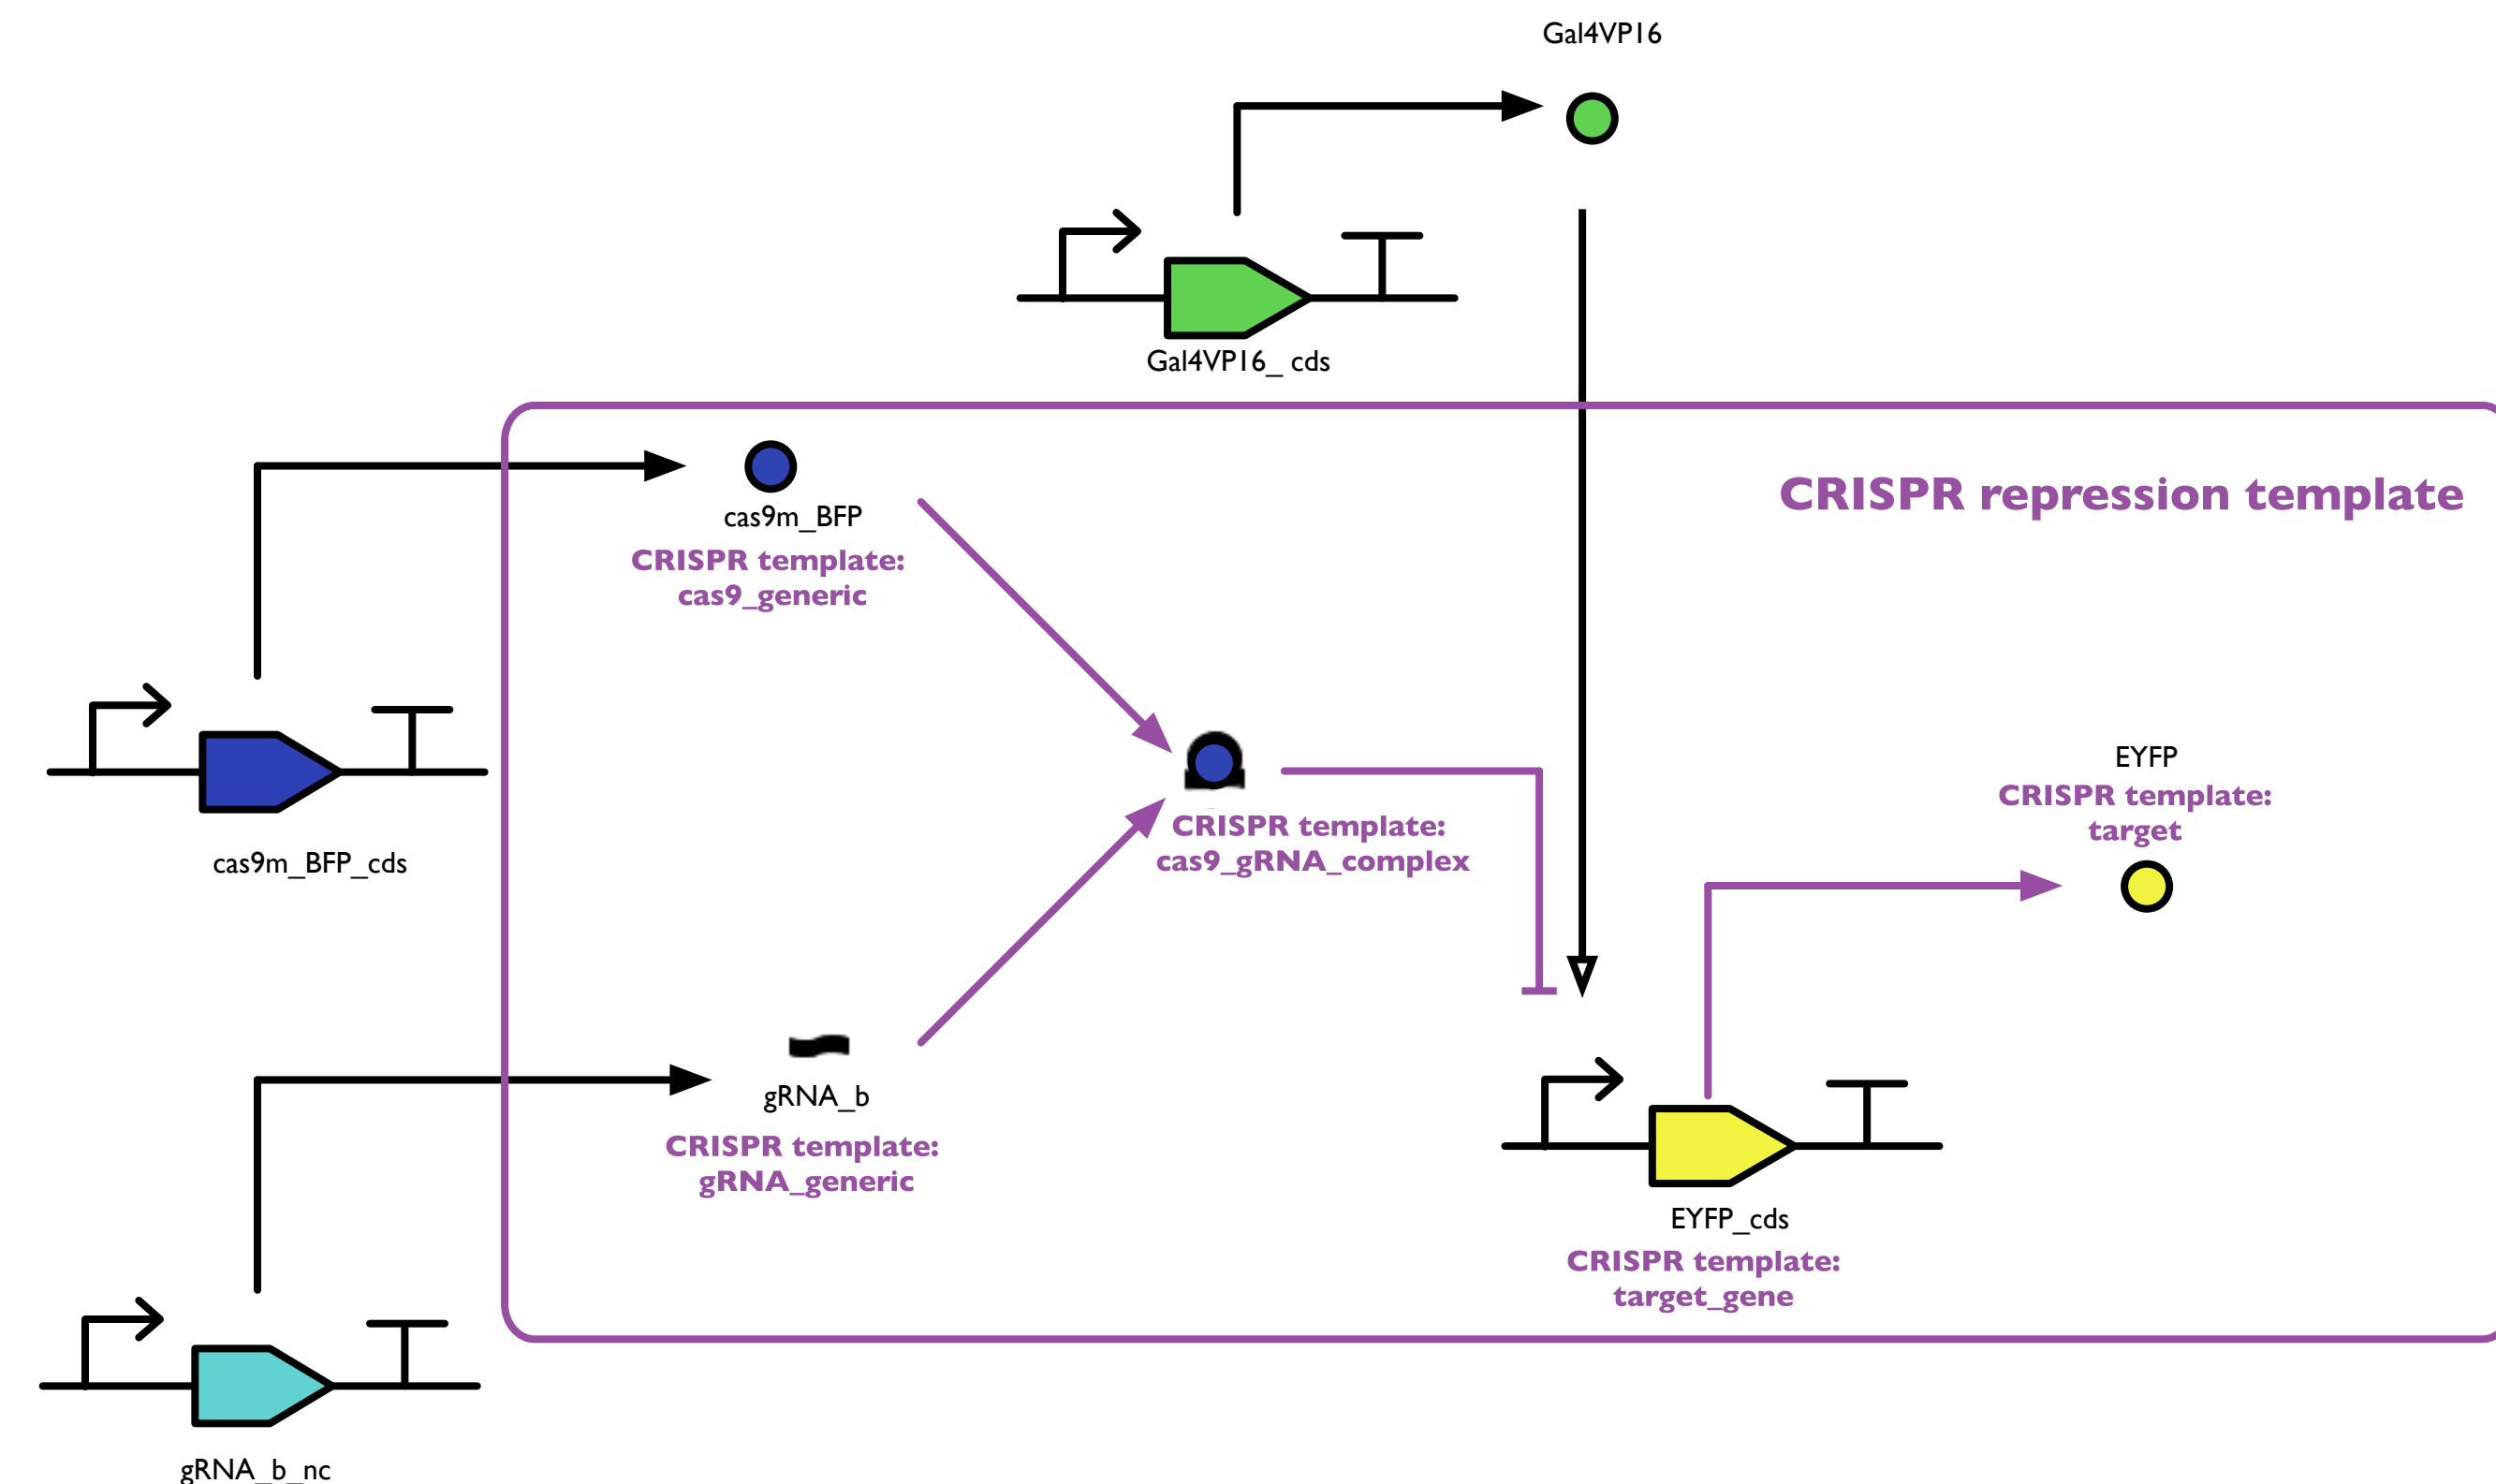 Gal4VP16
Gal4VP16_ cds
CRISPR repression template
cas9m_BFP
CRISPR template:
cas9_generic
cas9m_BFP_cds
CRISPR template:
cas9_gRNA_complex
EYFP
CRISPR template:
target
gRNA_b
CRISPR template:
gRNA_generic
EYFP_cds
CRISPR template:
target_gene
gRNA_b_nc